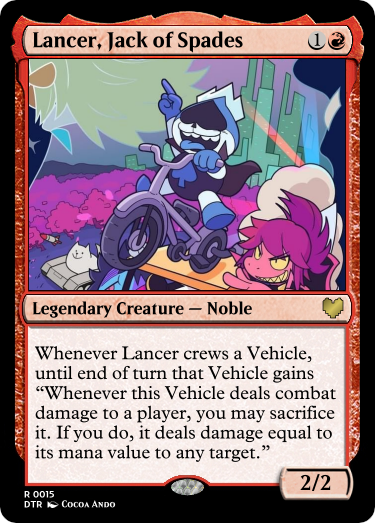 Lancer, Jack of Spades 1
Legendary Creature — Noble
Whenever Lancer crews a Vehicle,
until end of turn that Vehicle gains
“Whenever this Vehicle deals combat
damage to a player, you may sacrifice
it. If you do, it deals damage equal to
its mana value to any target.”
2/2
R 0015
DTR Cocoa Ando